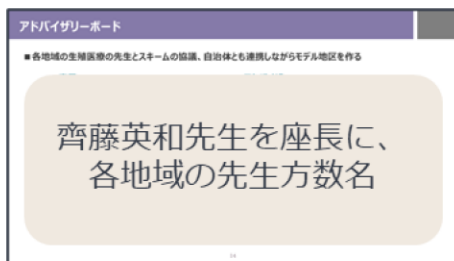 アドバイザリーボード
■各地域の生殖医療の先生とスキームの協議、自治体とも連携しながらモデル地区を作る
齊藤英和先生を座長に、
各地域の先生方数名